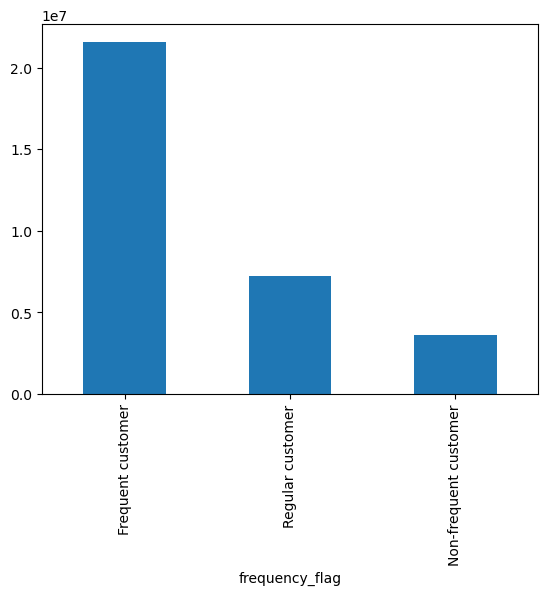 1e7
2.0
1.5
1.0
0.5
0.0
Frequent customer
Regular customer
Non-frequent customer
frequency_flag